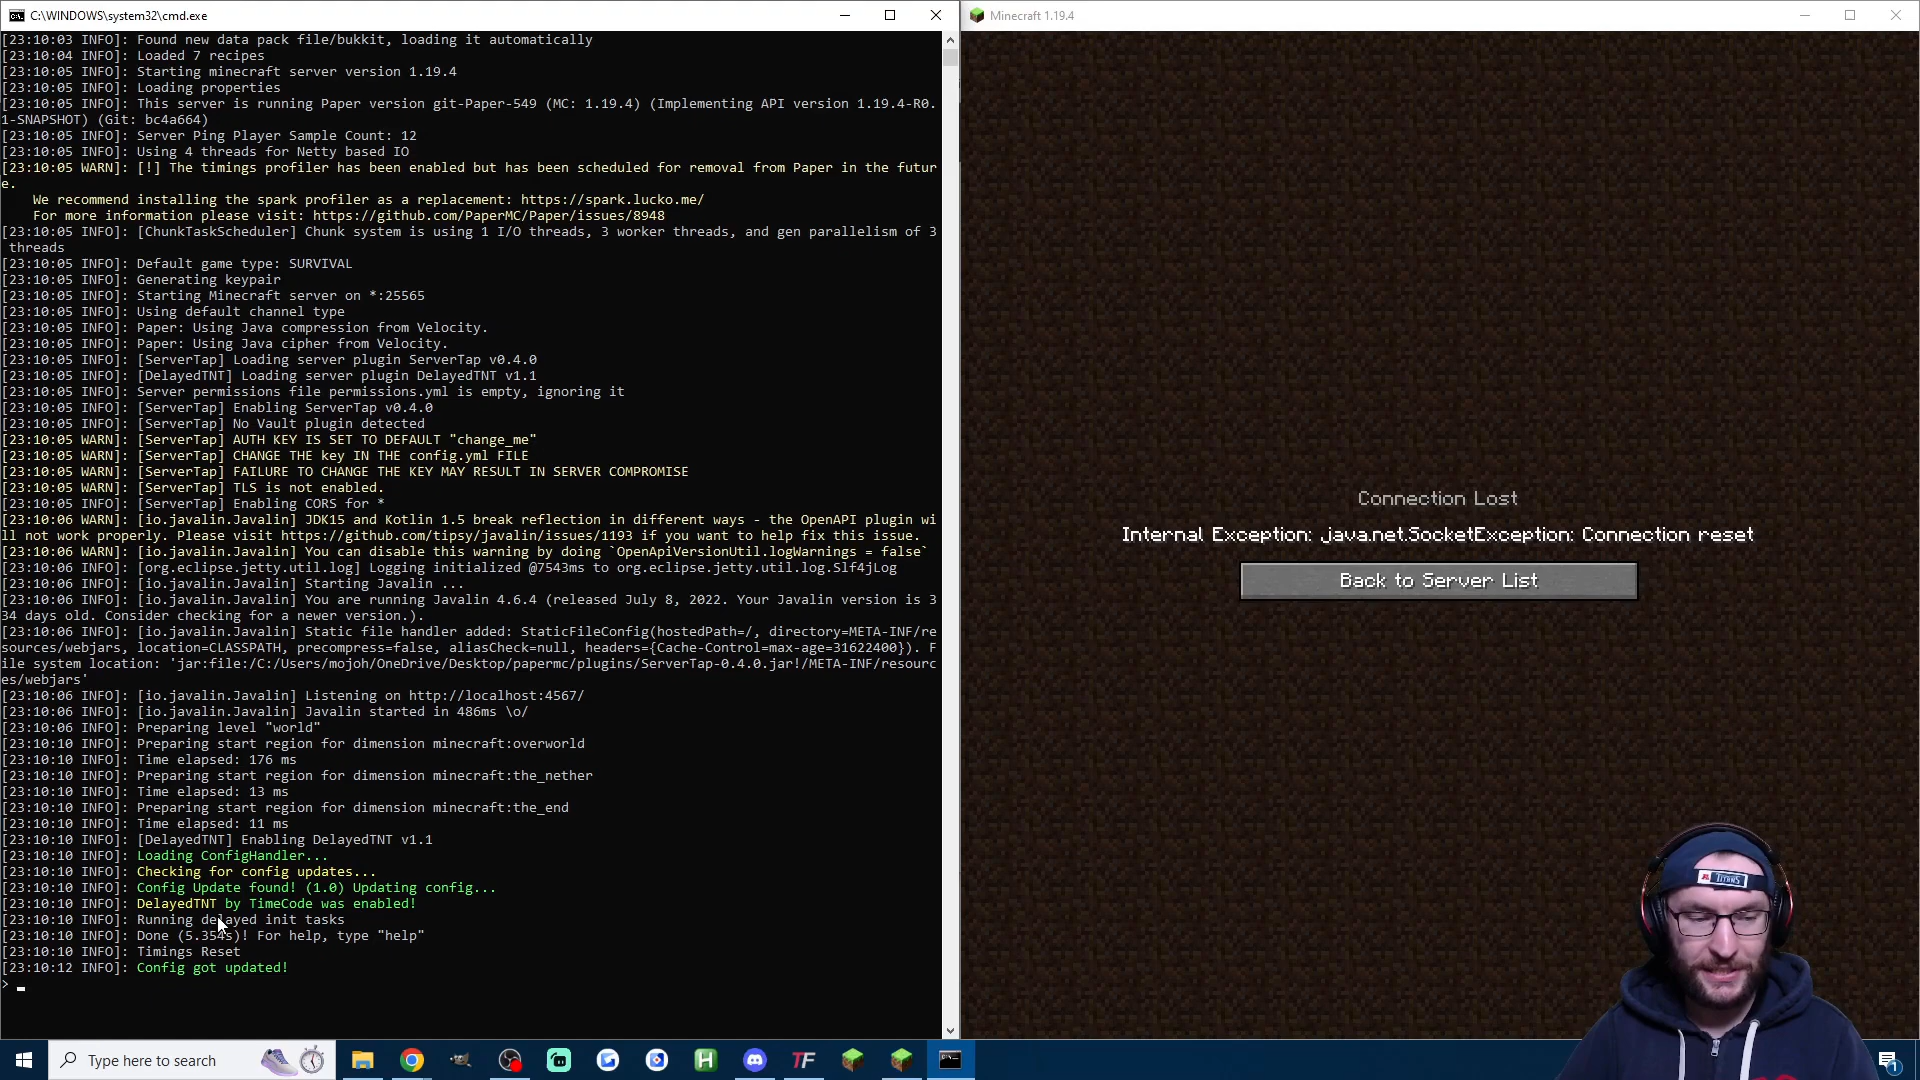 C:\WINDOWS\system32\cmd.exe
[23:10:03 INFO]: Found new data pack file/bukkit, loading it automatically
[23:10:04 INFO]: Loaded 7 recipes
[23:10:05 INFO]: Starting minecraft server version 1.19.4
[23:10:05 INFO]: Loading properties
[23:10:05 INFO]: This server is running Paper version git-Paper-549 (MC: 1.19.4) (Implementing API version 1.19.4-R0.
1-SNAPSHOT) (Git: bc4a664)
[23:10:05 INFO]: Server Ping Player Sample Count: 12
[23:10:05 INFO]: Using 4 threads for Netty based IO
[23:10:05 WARN]: [!] The timings profiler has been enabled but has been scheduled for removal from Paper in the futur
e.
We recommend installing the spark profiler as a replacement: https://spark.lucko.me/
For more information please visit: https://github.com/PaperMC/Paper/issues/8948
[23:10:05 INFO]: [ChunkTaskScheduler] Chunk system is using 1 I/O threads, 3 worker threads, and gen parallelism of 3
threads
[23:10:05 INFO]: Default game type: SURVIVAL
[23:10:05 INFO]: Generating keypair
[23:10:05 INFO]: Starting Minecraft server on *:25565
[23:10:05 INFO]: Using default channel type
[23:10:05 INFO]: Paper: Using Java compression from Velocity.
[23:10:05 INFO]: Paper: Using Java cipher from Velocity.
[23:10:05 INFO]: [ServerTap] Loading server plugin ServerTap v0.4.0
[23:10:05 INFO]: [DelayedTNT] Loading server plugin DelayedTNT v1.1
[23:10:05 INFO]: Server permissions file permissions.yml is empty, ignoring it
[23:10:05 INFO]: [ServerTap] Enabling ServerTap v0.4.0
[23:10:05 INFO]: [ServerTap] No Vault plugin detected
[23:10:05 WARN]: [ServerTap] AUTH KEY IS SET TO DEFAULT "change_me"
[23:10:05 WARN]: [ServerTap] CHANGE THE key IN THE config.yml FILE
[23:10:05 WARN]: [ServerTap] FAILURE TO CHANGE THE KEY MAY RESULT IN SERVER COMPROMISE
[23:10:05 WARN]: [ServerTap] TLS is not enabled.
[23:10:05 INFO]: [ServerTap] Enabling CORS for *
[23:10:06 WARN]: [io.javalin.Javalin] JDK15 and Kotlin 1.5 break reflection in different ways - the OpenAPI plugin wi
ll not work properly. Please visit https://github.com/tipsy/javalin/issues/1193 if you want to help fix this issue.
[23:10:06 WARN]: [io.javalin.Javalin] You can disable this warning by doing `OpenApiVersionUtil.logWarnings = false`
[23:10:06 INFO]: [org.eclipse.jetty.util.log] Logging initialized @7543ms to org.eclipse.jetty.util.log.Slf4jLog
[23:10:06 INFO]: [io.javalin.Javalin] Starting Javalin ...
[23:10:06 INFO]: [io.javalin.Javalin] You are running Javalin 4.6.4 (released July 8, 2022. Your Javalin version is 3
34 days old. Consider checking for a newer version.).
[23:10:06 INFO]: [io.javalin.Javalin] Static file handler added: StaticFileConfig(hostedPath=/, directory=META-INF/re
sources/webjars, location=CLASSPATH, precompress=false, aliasCheck=null, headers={Cache-Control=max-age=31622400}). F
ile system location: 'jar:file:/C:/Users/mojoh/OneDrive/Desktop/papermc/plugins/ServerTap-0.4.0.jar!/META-INF/resourc
es/webjars'
[23:10:06 INFO]: [io.javalin.Javalin] Listening on http://localhost:4567/
[23:10:06 INFO]: [io.javalin.Javalin] Javalin started in 486ms \o/
[23:10:06 INFO]: Preparing level "world"
[23:10:10 INFO]: Preparing start region for dimension minecraft:overworld
[23:10:10 INFO]: Time elapsed: 176 ms
[23:10:10 INFO]: Preparing start region for dimension minecraft:the_nether
[23:10:10 INFO]: Time elapsed: 13 ms
[23:10:10 INFO]: Preparing start region for dimension minecraft:the_end
[23:10:10 INFO]: Time elapsed: 11 ms
[23:10:10 INFO]: [DelayedTNT] Enabling DelayedTNT v1.1
[23:10:10 INFO]: Loading ConfigHandler...
[23:10:10 INFO]: Checking for config updates...
[23:10:10 INFO]: Config Update found! (1.0) Updating config...
[23:10:10 INFO]: DelayedTNT by TimeCode was enabled!
[23:10:10 INFO]: Running delayed init tasks
[23:10:10 INFO]: Done (5.354s)! For help, type "help"
[23:10:10 INFO]: Timings Reset
[23:10:12 INFO]: Config got updated!
>
Minecraft 1.19.4
Connection Lost
Internal Exception: java.net.SocketException: Connection reset
Back to Server List
TITANS
Type here to search
H
TF
1